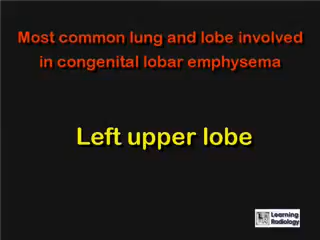 Most common lung and lobe involved
in congenital lobar emphysema
Left upper lobe
Learning
Radiology